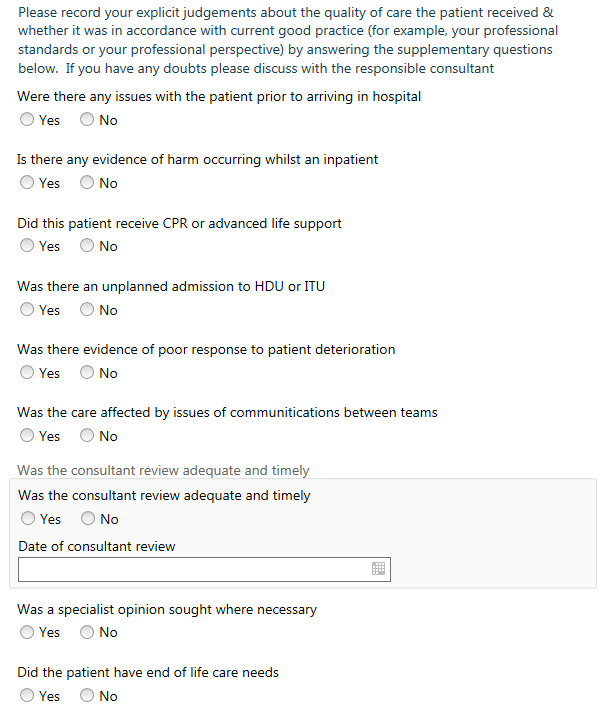 Please record your explicit judgements about the quality of care the patient received &
whether it was in accordance with current good practice (for example, your professional
standards or your professional perspective) by answering the supplementary questions
below.  If you have any doubts please discuss with the responsible consultant
Were there any issues with the patient prior to arriving in hospital
Yes No
Is there any evidence of harm occurring whilst an inpatient
Yes No
Did this patient receive CPR or advanced life support
Yes No
Was there an unplanned admission to HDU or ITU
Yes No
Was there evidence of poor response to patient deterioration
Yes No
Was the care affected by issues of communitications between teams
Yes No
Was the consultant review adequate and timely
Was the consultant review adequate and timely
Yes No
Date of consultant review
Was a specialist opinion sought where necessary
Yes No
Did the patient have end of life care needs
Yes No